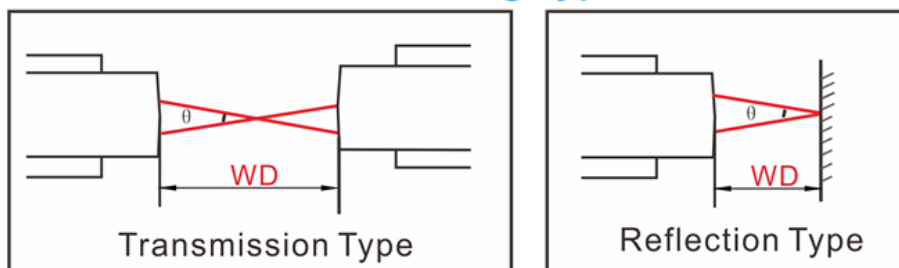 θ
WD
Transmission Type
θ
WD
Reflection Type